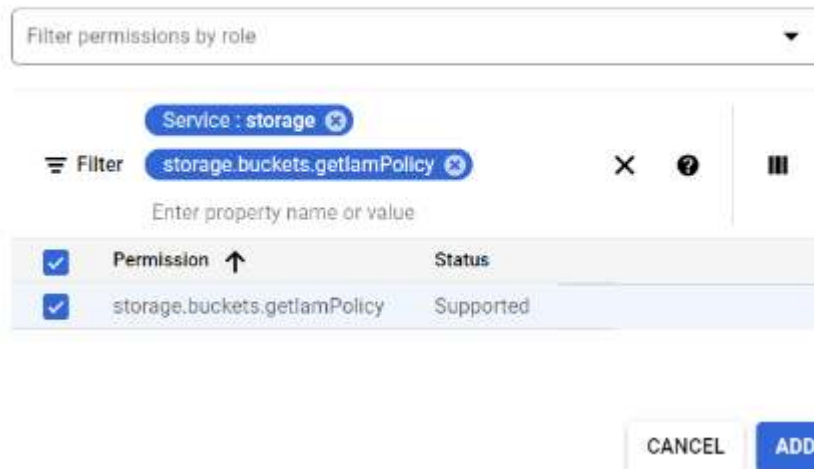 Filter permissions by role
Service : storage
Filter storage.buckets.getIamPolicy
Enter property name or value
Permission Status
storage.buckets.getIamPolicy Supported
CANCEL ADD